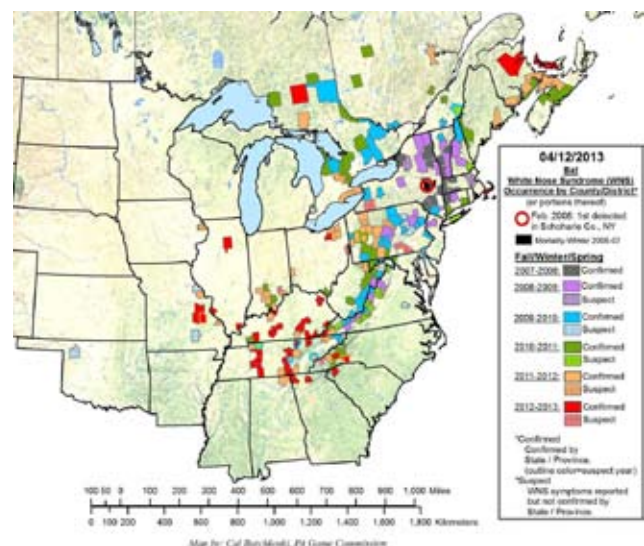 04/12/2013
Bat
White Nose Syndrome (WNS)
Occurrence by County/District*
(or portions thereof)
Feb. 2006: 1st detected
in Schoharie Co., NY
Mortality-Winter
Fall/Winter/Spring
2007-2008: Confirmed
2008-2009: Confirmed
Suspect
2009-2010: Confirmed
Suspect
2010-2011: Confirmed
Suspect
2011-2012: Confirmed
Suspect
2012-2013: Confirmed
Suspect
*Confirmed
Confirmed by
State / Province
(outline color=suspect year)
*Suspect
WNS symptoms reported
but not confirmed by
State / Province
100 50 0 100 200 300 400 500 600 700 800 900 1,000 Miles
0 100 200 400 600 800 1,000 1,200 1,400 1,600 1,800 Kilometers
Map by: Cal Butchkoski, PA Game Commission